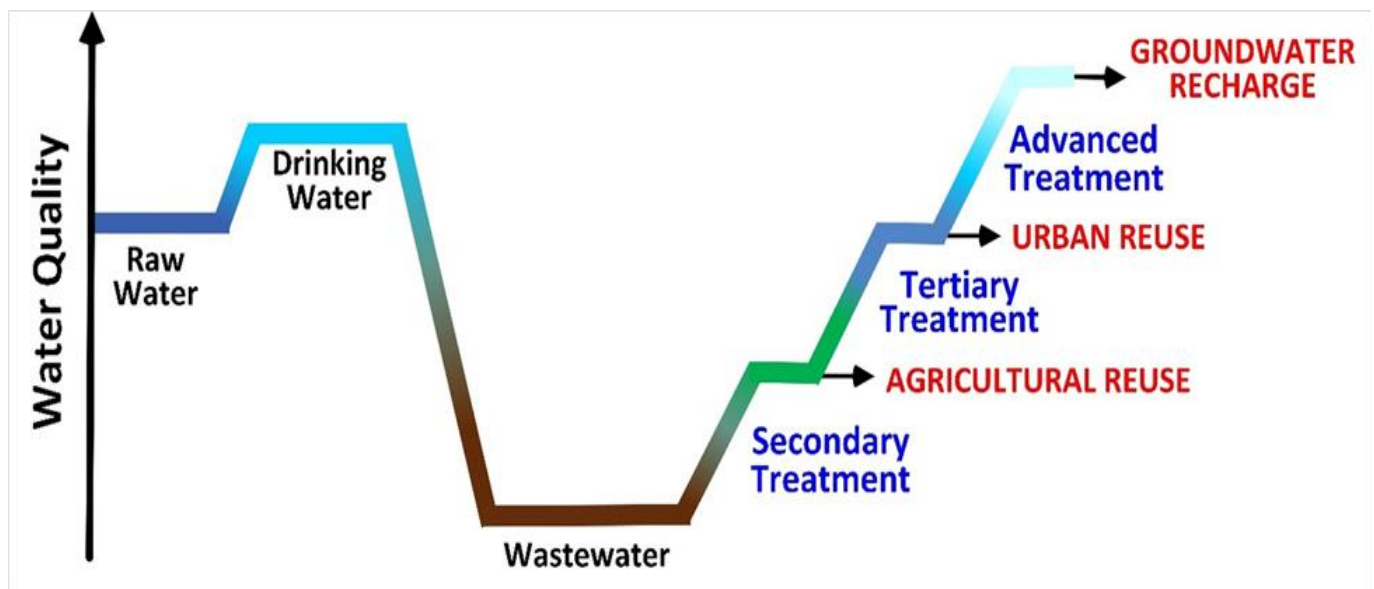 Water Quality
Raw
Water
Drinking
Water
Wastewater
Secondary
Treatment
AGRICULTURAL REUSE
Tertiary
Treatment
URBAN REUSE
Advanced
Treatment
GROUNDWATER
RECHARGE